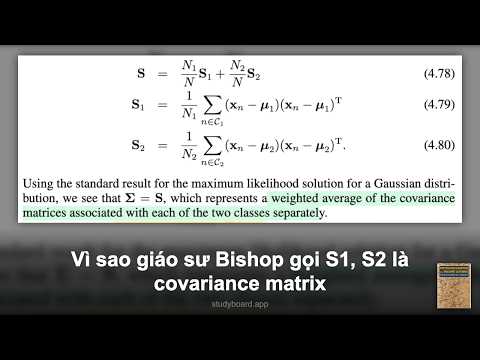 S = N₁/N S₁ + N₂/N S₂ (4.78)
S₁ = 1/N₁ ∑_{n∈C₁} (xₙ − μ₁)(xₙ − μ₁)ᵀ (4.79)
S₂ = 1/N₂ ∑_{n∈C₂} (xₙ − μ₂)(xₙ − μ₂)ᵀ. (4.80)
Using the standard result for the maximum likelihood solution for a Gaussian distri-
bution, we see that Σ = S, which represents a weighted average of the covariance
matrices associated with each of the two classes separately.
Vì sao giáo sư Bishop gọi S1, S2 là
covariance matrix
studyboard.app